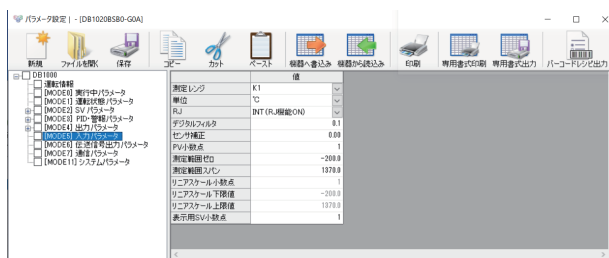 パラメータ設定 | - (DB1020BSB0-G0A)
新規 ファイルを開く 保存 コピー カット ペースト 機器へ書込み 機器から読込み 印刷 専用書式印刷 専用書式出力 バーコードレシピ出力
DB1000
運転情報
[MODE0] 実行中パラメータ
[MODE1] 運転状態パラメータ
[MODE2] SV パラメータ
[MODE3] PID・警報パラメータ
[MODE4] 出力パラメータ
[MODE5] 入力パラメータ
[MODE6] 伝送信号出力パラメータ
[MODE7] 通信パラメータ
[MODE11] システムパラメータ
値
測定レンジ K1
単位 ℃
RJ INT (RJ機能ON)
デジタルフィルタ 0.1
センサ補正 0.00
PV小数点 1
測定範囲ゼロ -200.0
測定範囲スパン 1370.0
リニアスケール小数点 1
リニアスケール下限値 -200.0
リニアスケール上限値 1370.0
表示用SV小数点 1